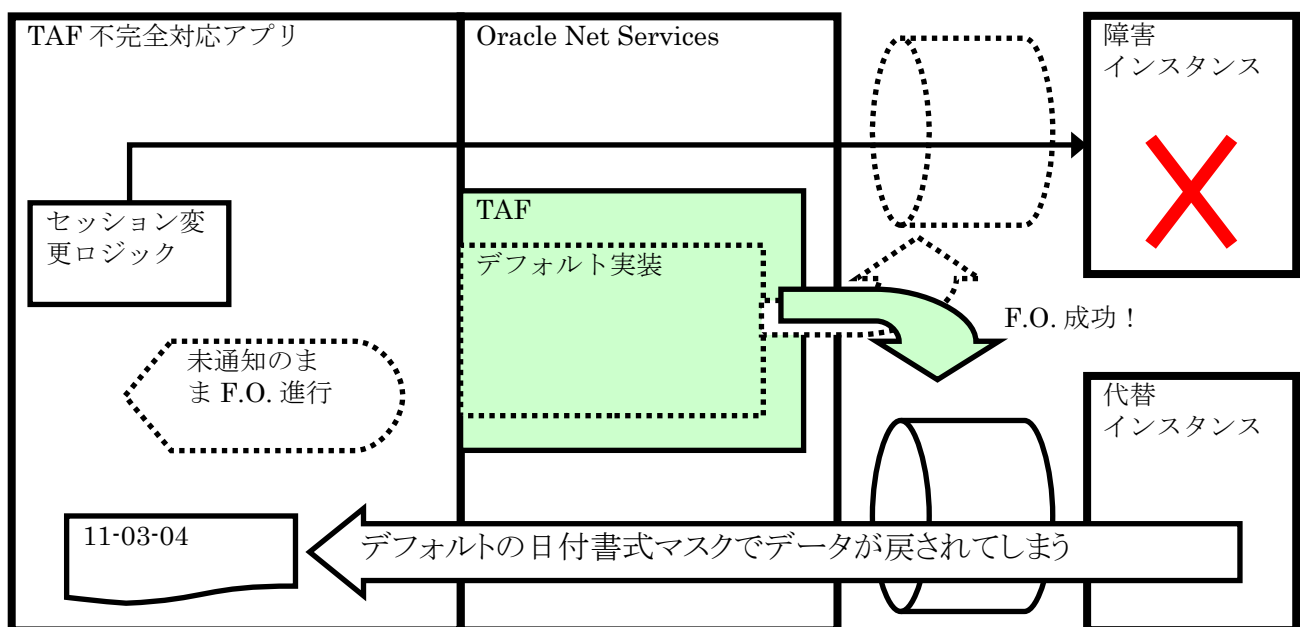 TAF 不完全対応アプリ
Oracle Net Services
障害
インスタンス
セッション変
更ロジック
TAF
デフォルト実装
F.O. 成功！
未通知のま
ま F.O. 進行
代替
インスタンス
11-03-04
デフォルトの日付書式マスクでデータが戻されてしまう